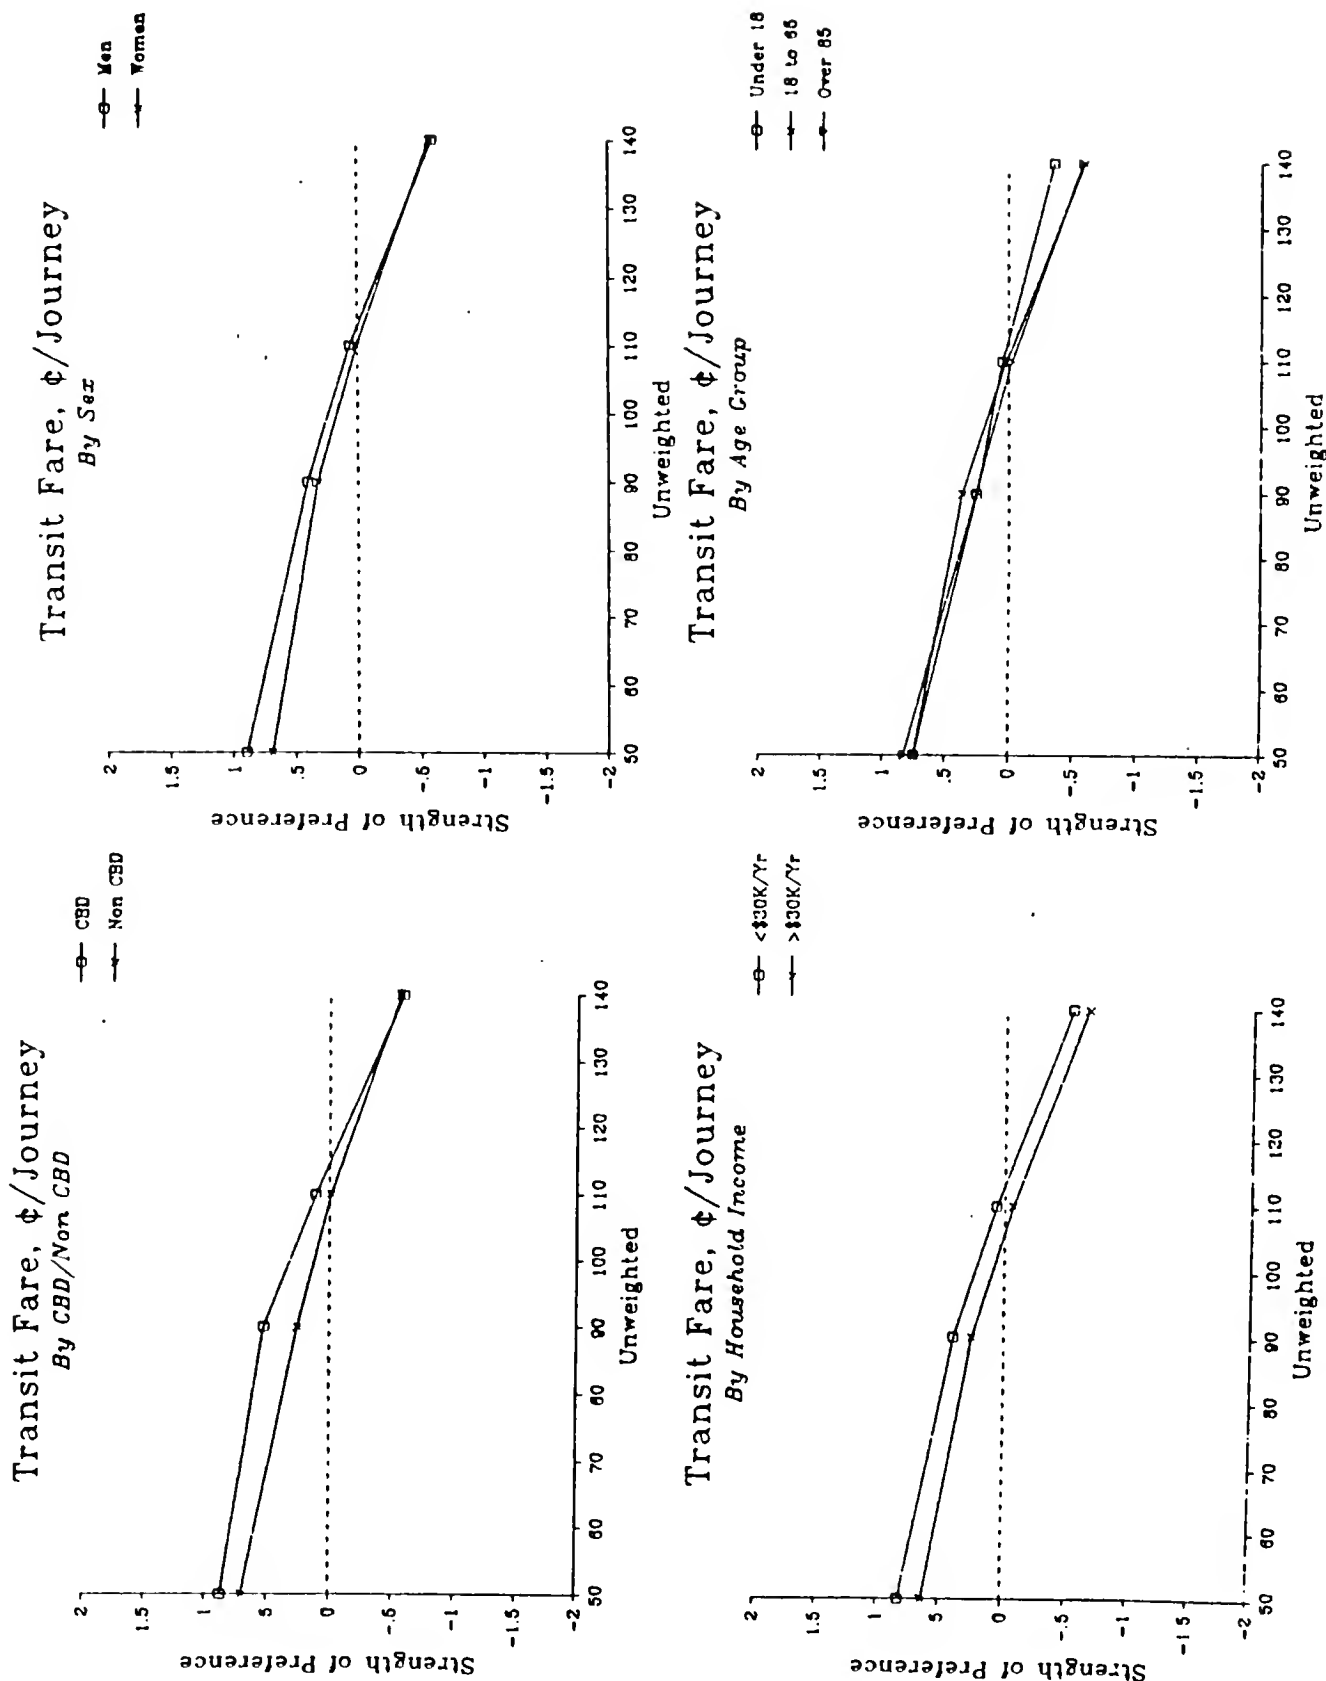 Transit Fare, ¢/Journey
By CBD/Non CBD
CBD
Non CBD
Strength of Preference
2
1.5
1
.5
0
-.5
-1
-1.5
-2
50 60 70 80 90 100 110 120 130 140
Unweighted
Transit Fare, ¢/Journey
By Sex
Men
Women
Strength of Preference
2
1.5
1
.5
0
-.5
-1
-1.5
-2
50 60 70 80 90 100 110 120 130 140
Unweighted
Transit Fare, ¢/Journey
By Household Income
<$30K/Yr
>$30K/Yr
Strength of Preference
2
1.5
1
.5
0
-.5
-1
-1.5
-2
50 60 70 80 90 100 110 120 130 140
Unweighted
Transit Fare, ¢/Journey
By Age Group
Under 18
18 to 65
Over 65
Strength of Preference
2
1.5
1
.5
0
-.5
-1
-1.5
-2
50 60 70 80 90 100 110 120 130 140
Unweighted